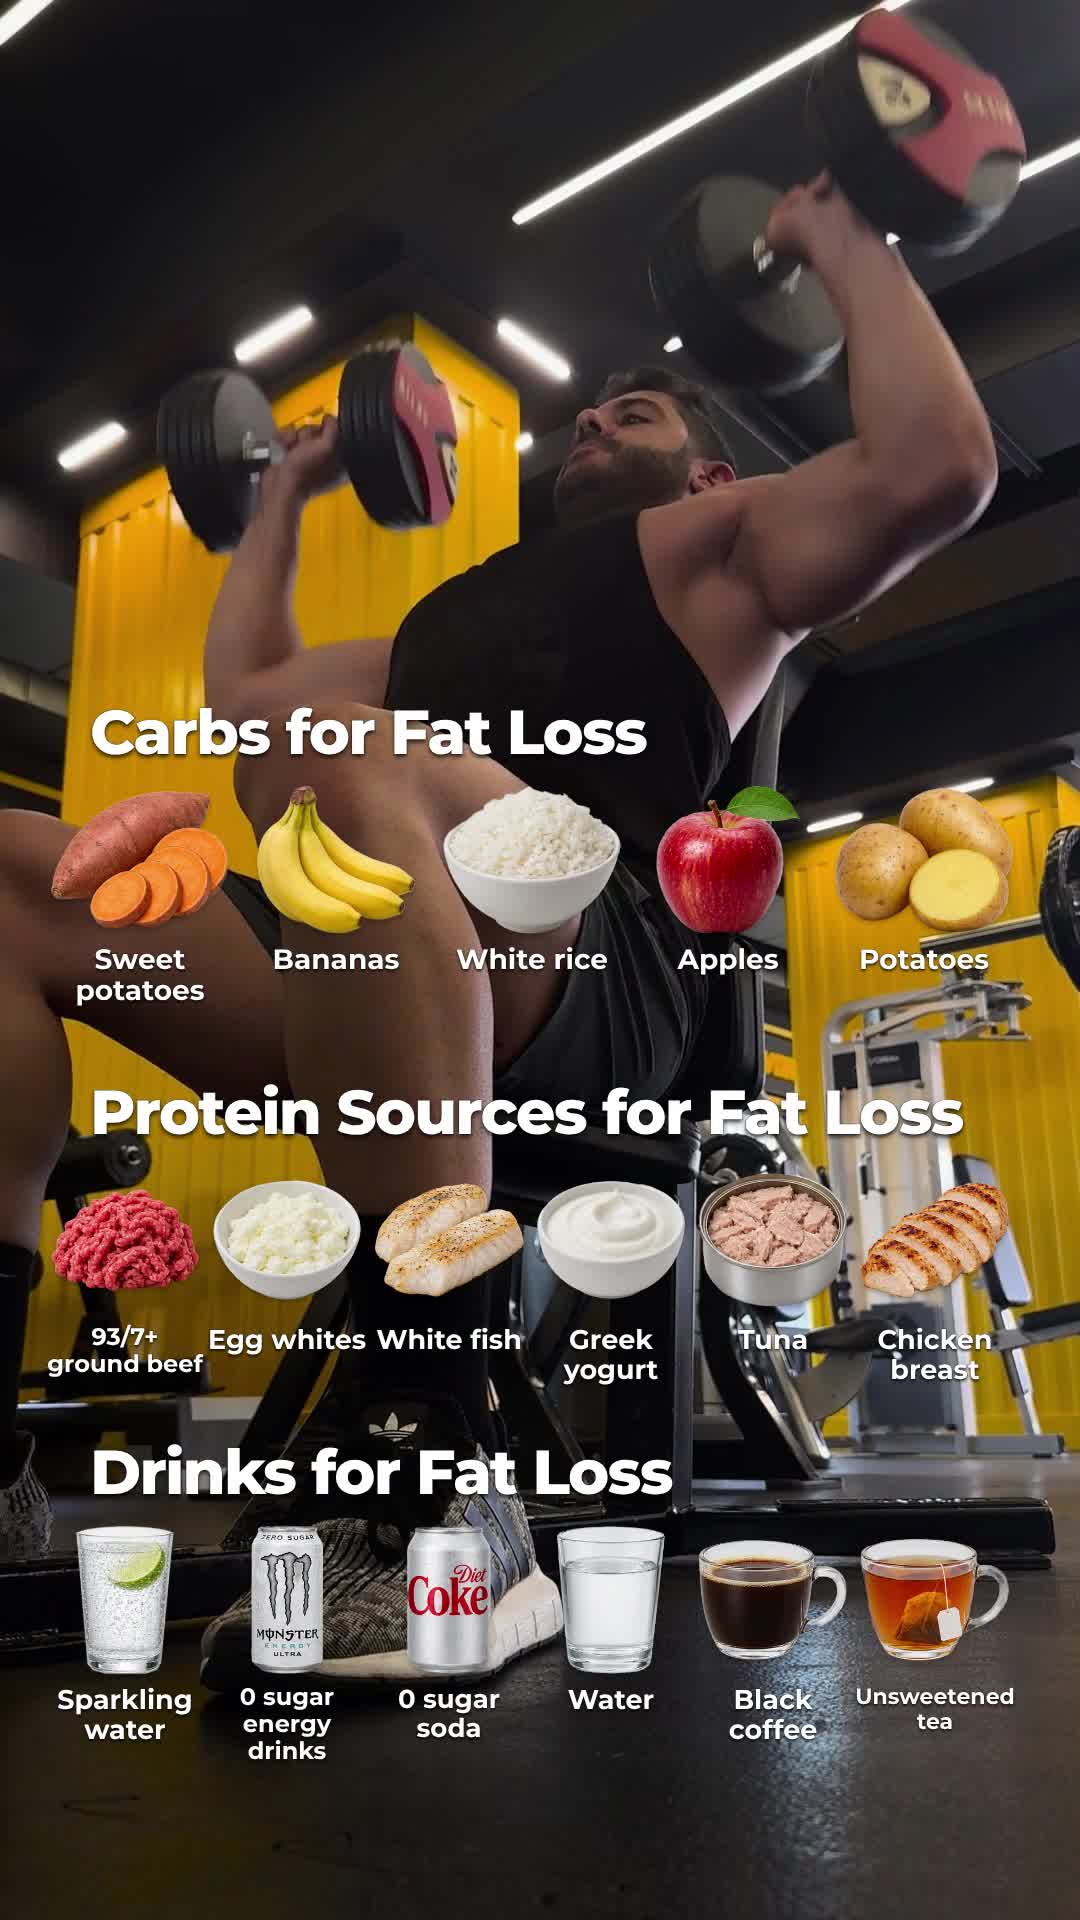 Carbs for Fat Loss
Sweet
potatoes
Bananas
White rice
Apples
Potatoes
Protein Sources for Fat Loss
93/7+
ground beef
Egg whites
White fish
Greek
yogurt
Tuna
Chicken
breast
Drinks for Fat Loss
ZERO SUGAR
MONSTER
ENERGY
ULTRA
Diet
Coke
Sparkling
water
0 sugar
energy
drinks
0 sugar
soda
Water
Black
coffee
Unsweetened
tea